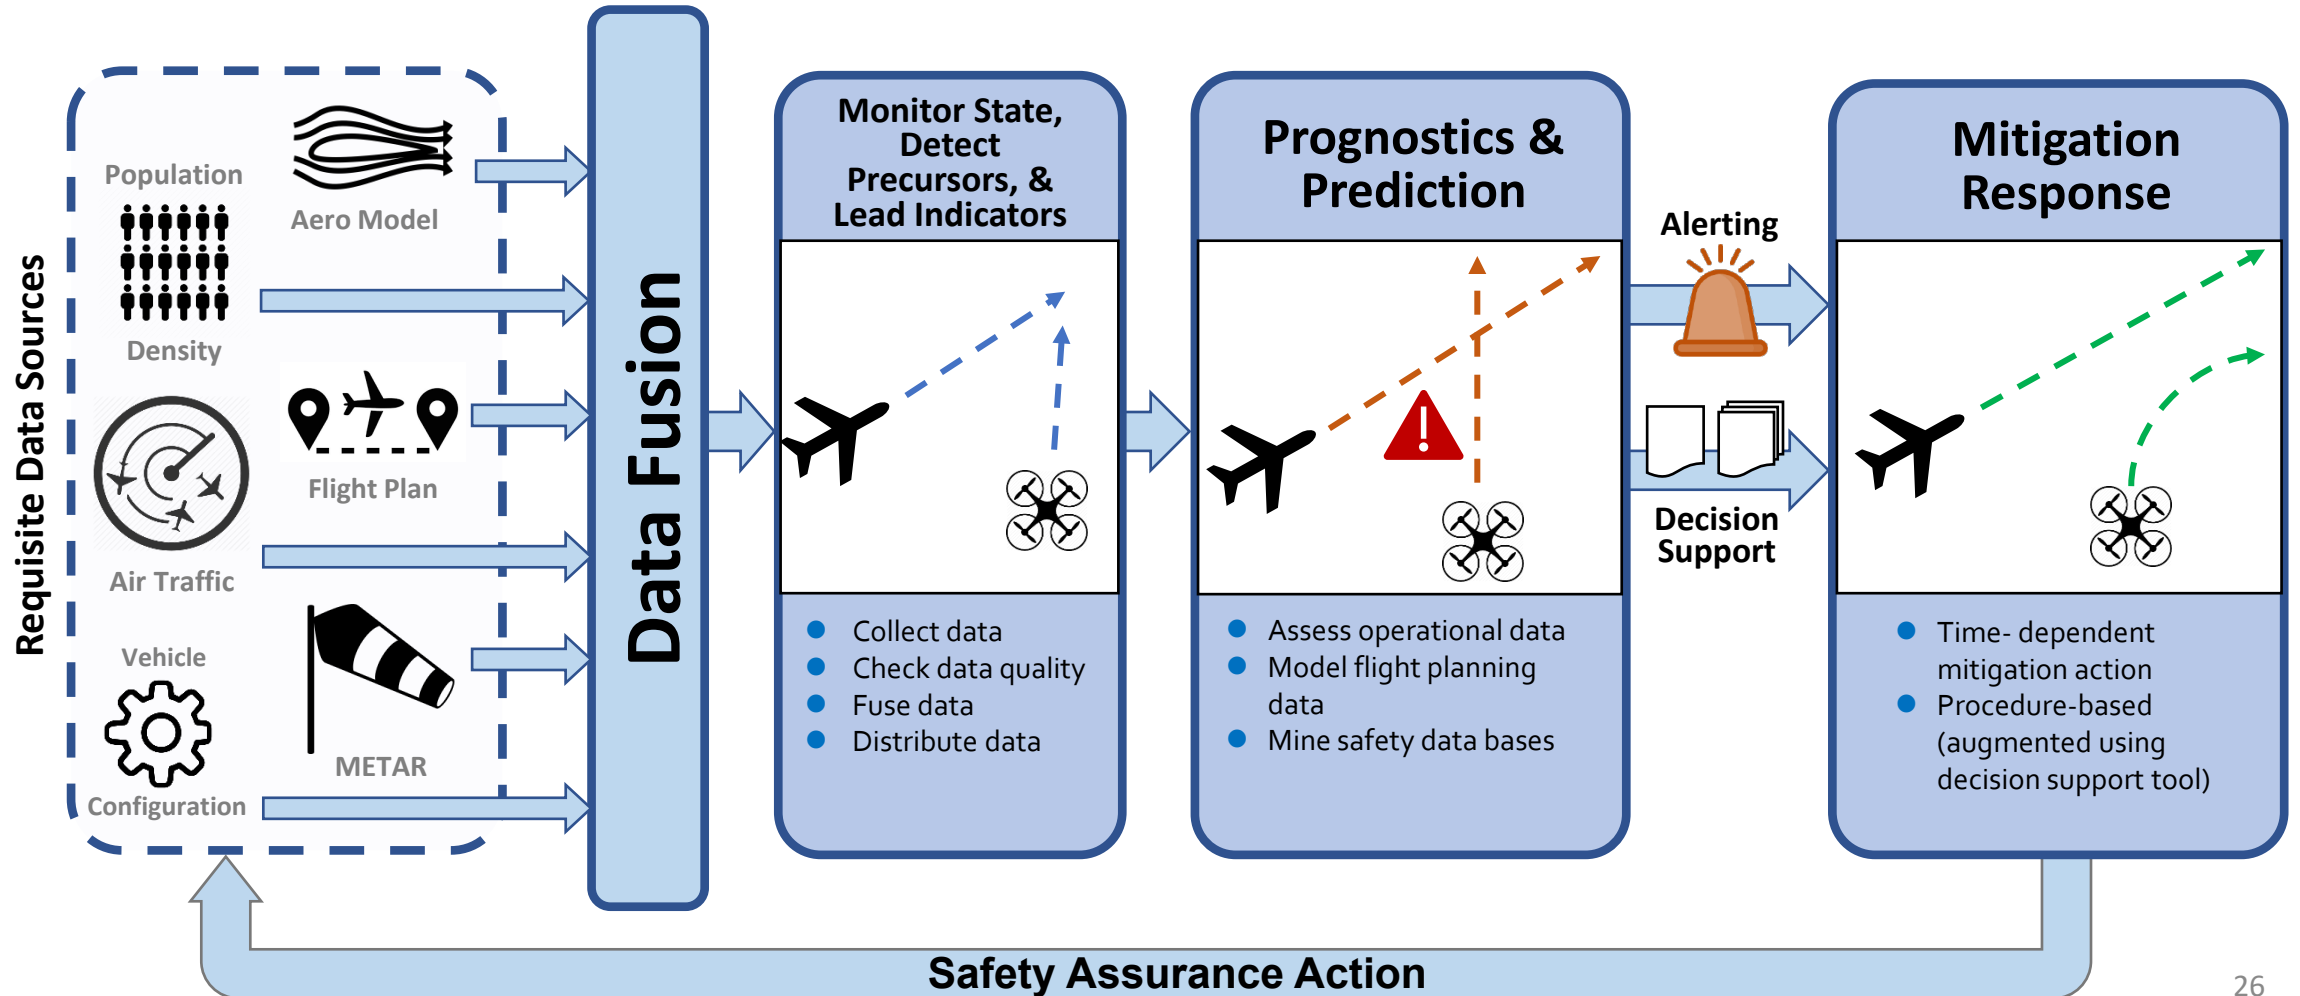 Requisite Data Sources
Population
Density
Aero Model
Flight Plan
Air Traffic
Vehicle
Configuration
METAR
Data Fusion
Monitor State,
Detect
Precursors, &
Lead Indicators
Collect data
Check data quality
Fuse data
Distribute data
Prognostics &
Prediction
Assess operational data
Model flight planning
data
Mine safety data bases
Alerting
Decision
Support
Mitigation
Response
Time- dependent
mitigation action
Procedure-based
(augmented using
decision support tool)
Safety Assurance Action
26